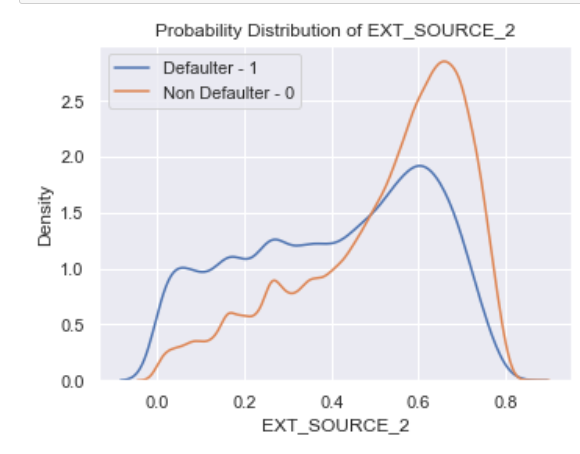 Probability Distribution of EXT_SOURCE_2
Defaulter - 1
Non Defaulter - 0
2.5
2.0
1.5
1.0
0.5
0.0
Density
0.0 0.2 0.4 0.6 0.8
EXT_SOURCE_2